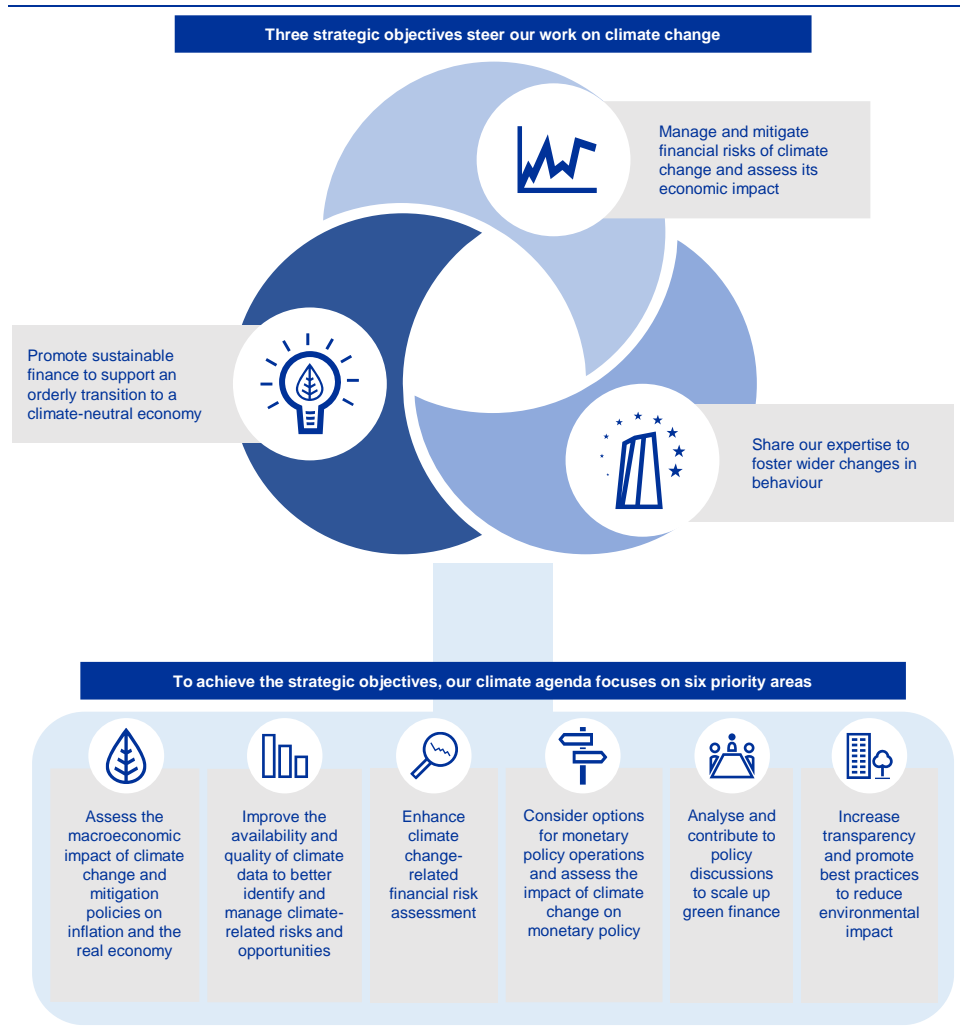 Three strategic objectives steer our work on climate change
Manage and mitigate
financial risks of climate
change and assess its
economic impact
Promote sustainable
finance to support an
orderly transition to a
climate-neutral economy
Share our expertise to
foster wider changes in
behaviour
To achieve the strategic objectives, our climate agenda focuses on six priority areas
Assess the
macroeconomic
impact of climate
change and
mitigation
policies on
inflation and the
real economy
Improve the
availability and
quality of climate
data to better
identify and
manage climate-
related risks and
opportunities
Enhance
climate
change-
related
financial risk
assessment
Consider options
for monetary
policy operations
and assess the
impact of climate
change on
monetary policy
Analyse and
contribute to
policy
discussions
to scale up
green finance
Increase
transparency
and promote
best practices
to reduce
environmental
impact